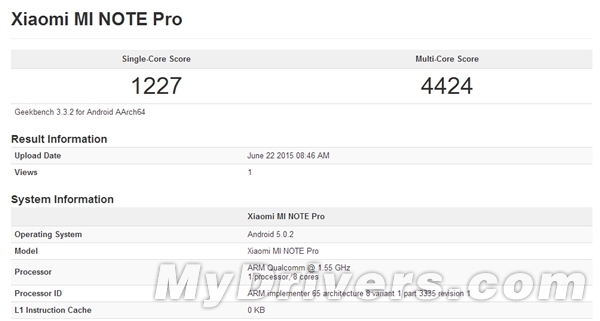 Xiaomi MI NOTE Pro
Single-Core Score Multi-Core Score
1227 4424
Geekbench 3.3.2 for Android AArch64
Result Information
Upload Date June 22 2015 08:46 AM
Views 1
System Information
Xiaomi MI NOTE Pro
Operating System Android 5.0.2
Model Xiaomi MI NOTE Pro
Processor ARM Qualcomm @ 1.55 GHz
1 processor, 8 cores
Processor ID ARM implementer 65 architecture 8 variant 1 part 3335 revision 1
L1 Instruction Cache 0 KB
MyDrivers.com